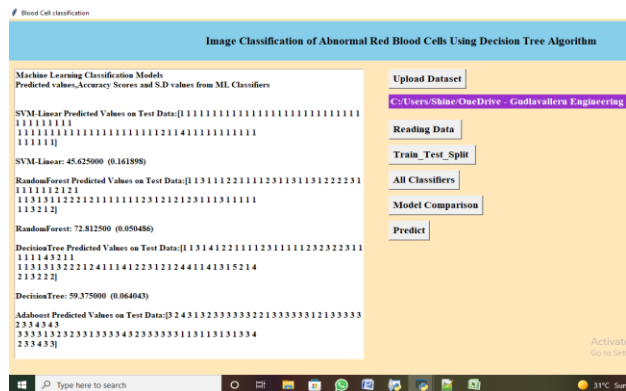 Blood Cell classification
Image Classification of Abnormal Red Blood Cells Using Decision Tree Algorithm
Machine Learning Classification Models
Predicted values,Accuracy Scores and S.D values from ML Classifiers
SVM-Linear Predicted Values on Test Data:[1 1 1 1 1 1 1 1 1 1 1 1 1 1 1 1 1 1 1 1 1 1 1 1 1 1 1 1
1 1 1 1 1 1 1 1 1
1 1 1 1 1 1 1 1 1 1 1 1 1 1 1 1 1 1 1 1 1 1 2 1 1 4 1 1 1 1 1 1 1 1 1 1 1
1 1 1 1 1 1]
SVM-Linear: 45.625000 (0.161898)
RandomForest Predicted Values on Test Data:[1 1 3 1 1 1 2 2 1 1 1 1 2 3 1 1 3 1 1 3 1 2 2 2 2 3 1
1 1 1 1 1 1 2 1 2 1
1 1 3 1 3 1 1 2 2 2 1 2 1 1 1 1 1 1 1 2 3 1 2 1 2 1 2 3 1 1 1 3 1 1 1 1 1
1 1 3 2 1 2]
RandomForest: 72.812500 (0.050486)
DecisionTree Predicted Values on Test Data:[1 1 3 1 4 1 2 2 1 1 1 1 2 3 1 1 1 1 1 2 3 2 3 2 2 3 1 1
1 1 1 1 4 3 2 1 1
1 1 3 1 3 1 3 2 2 2 1 2 4 1 1 1 4 1 2 2 3 1 2 1 2 4 4 1 1 4 1 3 1 5 2 1 4
2 1 3 2 2 2]
DecisionTree: 59.375000 (0.064043)
Adaboost Predicted Values on Test Data:[3 2 4 3 1 3 2 3 3 3 3 3 3 2 2 1 3 3 3 3 3 3 1 2 1 3 3 3 3 3
2 3 3 4 3 4 3
3 3 3 3 1 3 2 3 2 3 3 1 3 3 3 3 4 3 2 3 3 3 3 3 3 1 1 3 1 1 3 1 3 1 3 3 4
2 3 3 4 3 3]
Upload Dataset
C:/Users/Shine/OneDrive - Gudlavalleru Engineering
Reading Data
Train_Test_Split
All Classifiers
Model Comparison
Predict
Activate
Go to Set
Type here to search
31°C Sun